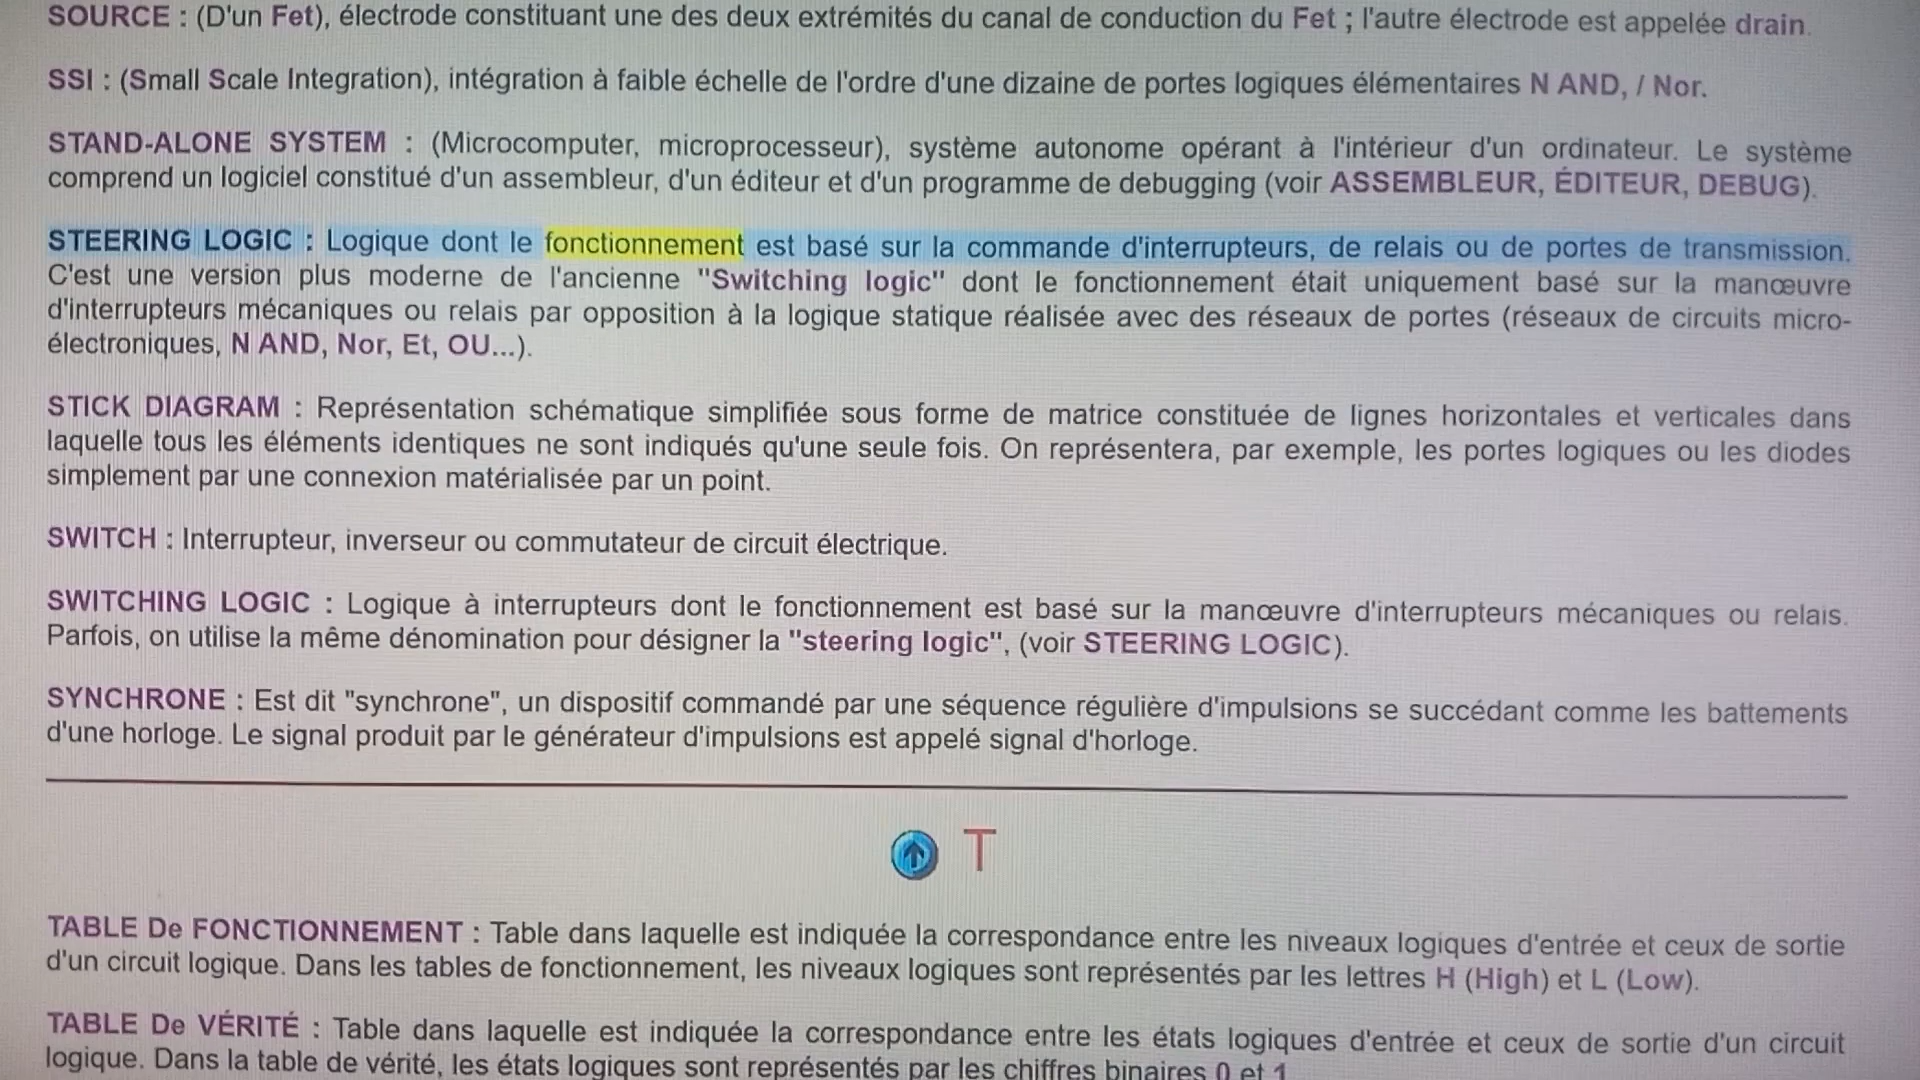 SOURCE : (D'un Fet), électrode constituant une des deux extrémités du canal de conduction du Fet ; l'autre électrode est appelée drain.
SSI : (Small Scale Integration), intégration à faible échelle de l'ordre d'une dizaine de portes logiques élémentaires N AND, / Nor.
STAND-ALONE SYSTEM : (Microcomputer, microprocesseur), système autonome opérant à l'intérieur d'un ordinateur. Le système
comprend un logiciel constitué d'un assembleur, d'un éditeur et d'un programme de debugging (voir ASSEMBLEUR, ÉDITEUR, DEBUG).
STEERING LOGIC : Logique dont le fonctionnement est basé sur la commande d'interrupteurs, de relais ou de portes de transmission.
C'est une version plus moderne de l'ancienne "Switching logic" dont le fonctionnement était uniquement basé sur la manœuvre
d'interrupteurs mécaniques ou relais par opposition à la logique statique réalisée avec des réseaux de portes (réseaux de circuits micro-
électroniques, N AND, Nor, Et, OU...).
STICK DIAGRAM : Représentation schématique simplifiée sous forme de matrice constituée de lignes horizontales et verticales dans
laquelle tous les éléments identiques ne sont indiqués qu'une seule fois. On représentera, par exemple, les portes logiques ou les diodes
simplement par une connexion matérialisée par un point.
SWITCH : Interrupteur, inverseur ou commutateur de circuit électrique.
SWITCHING LOGIC : Logique à interrupteurs dont le fonctionnement est basé sur la manœuvre d'interrupteurs mécaniques ou relais.
Parfois, on utilise la même dénomination pour désigner la "steering logic", (voir STEERING LOGIC).
SYNCHRONE : Est dit "synchrone", un dispositif commandé par une séquence régulière d'impulsions se succédant comme les battements
d'une horloge. Le signal produit par le générateur d'impulsions est appelé signal d'horloge.
T
TABLE De FONCTIONNEMENT : Table dans laquelle est indiquée la correspondance entre les niveaux logiques d'entrée et ceux de sortie
d'un circuit logique. Dans les tables de fonctionnement, les niveaux logiques sont représentés par les lettres H (High) et L (Low).
TABLE De VÉRITÉ : Table dans laquelle est indiquée la correspondance entre les états logiques d'entrée et ceux de sortie d'un circuit
logique. Dans la table de vérité, les états logiques sont représentés par les chiffres binaires 0 et 1